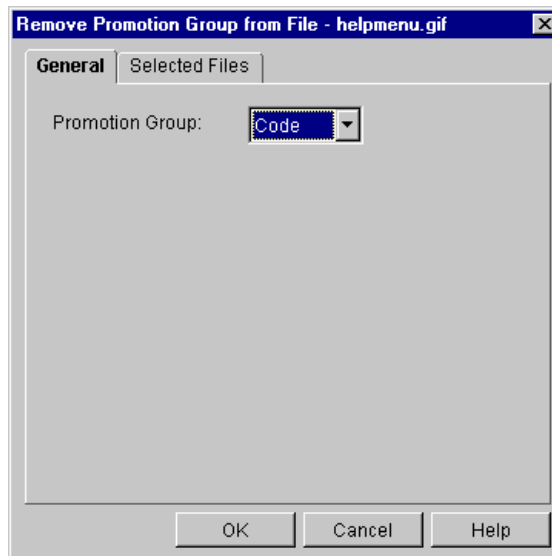 Remove Promotion Group from File - helpmenu.gif
General Selected Files
Promotion Group: Code
OK Cancel Help